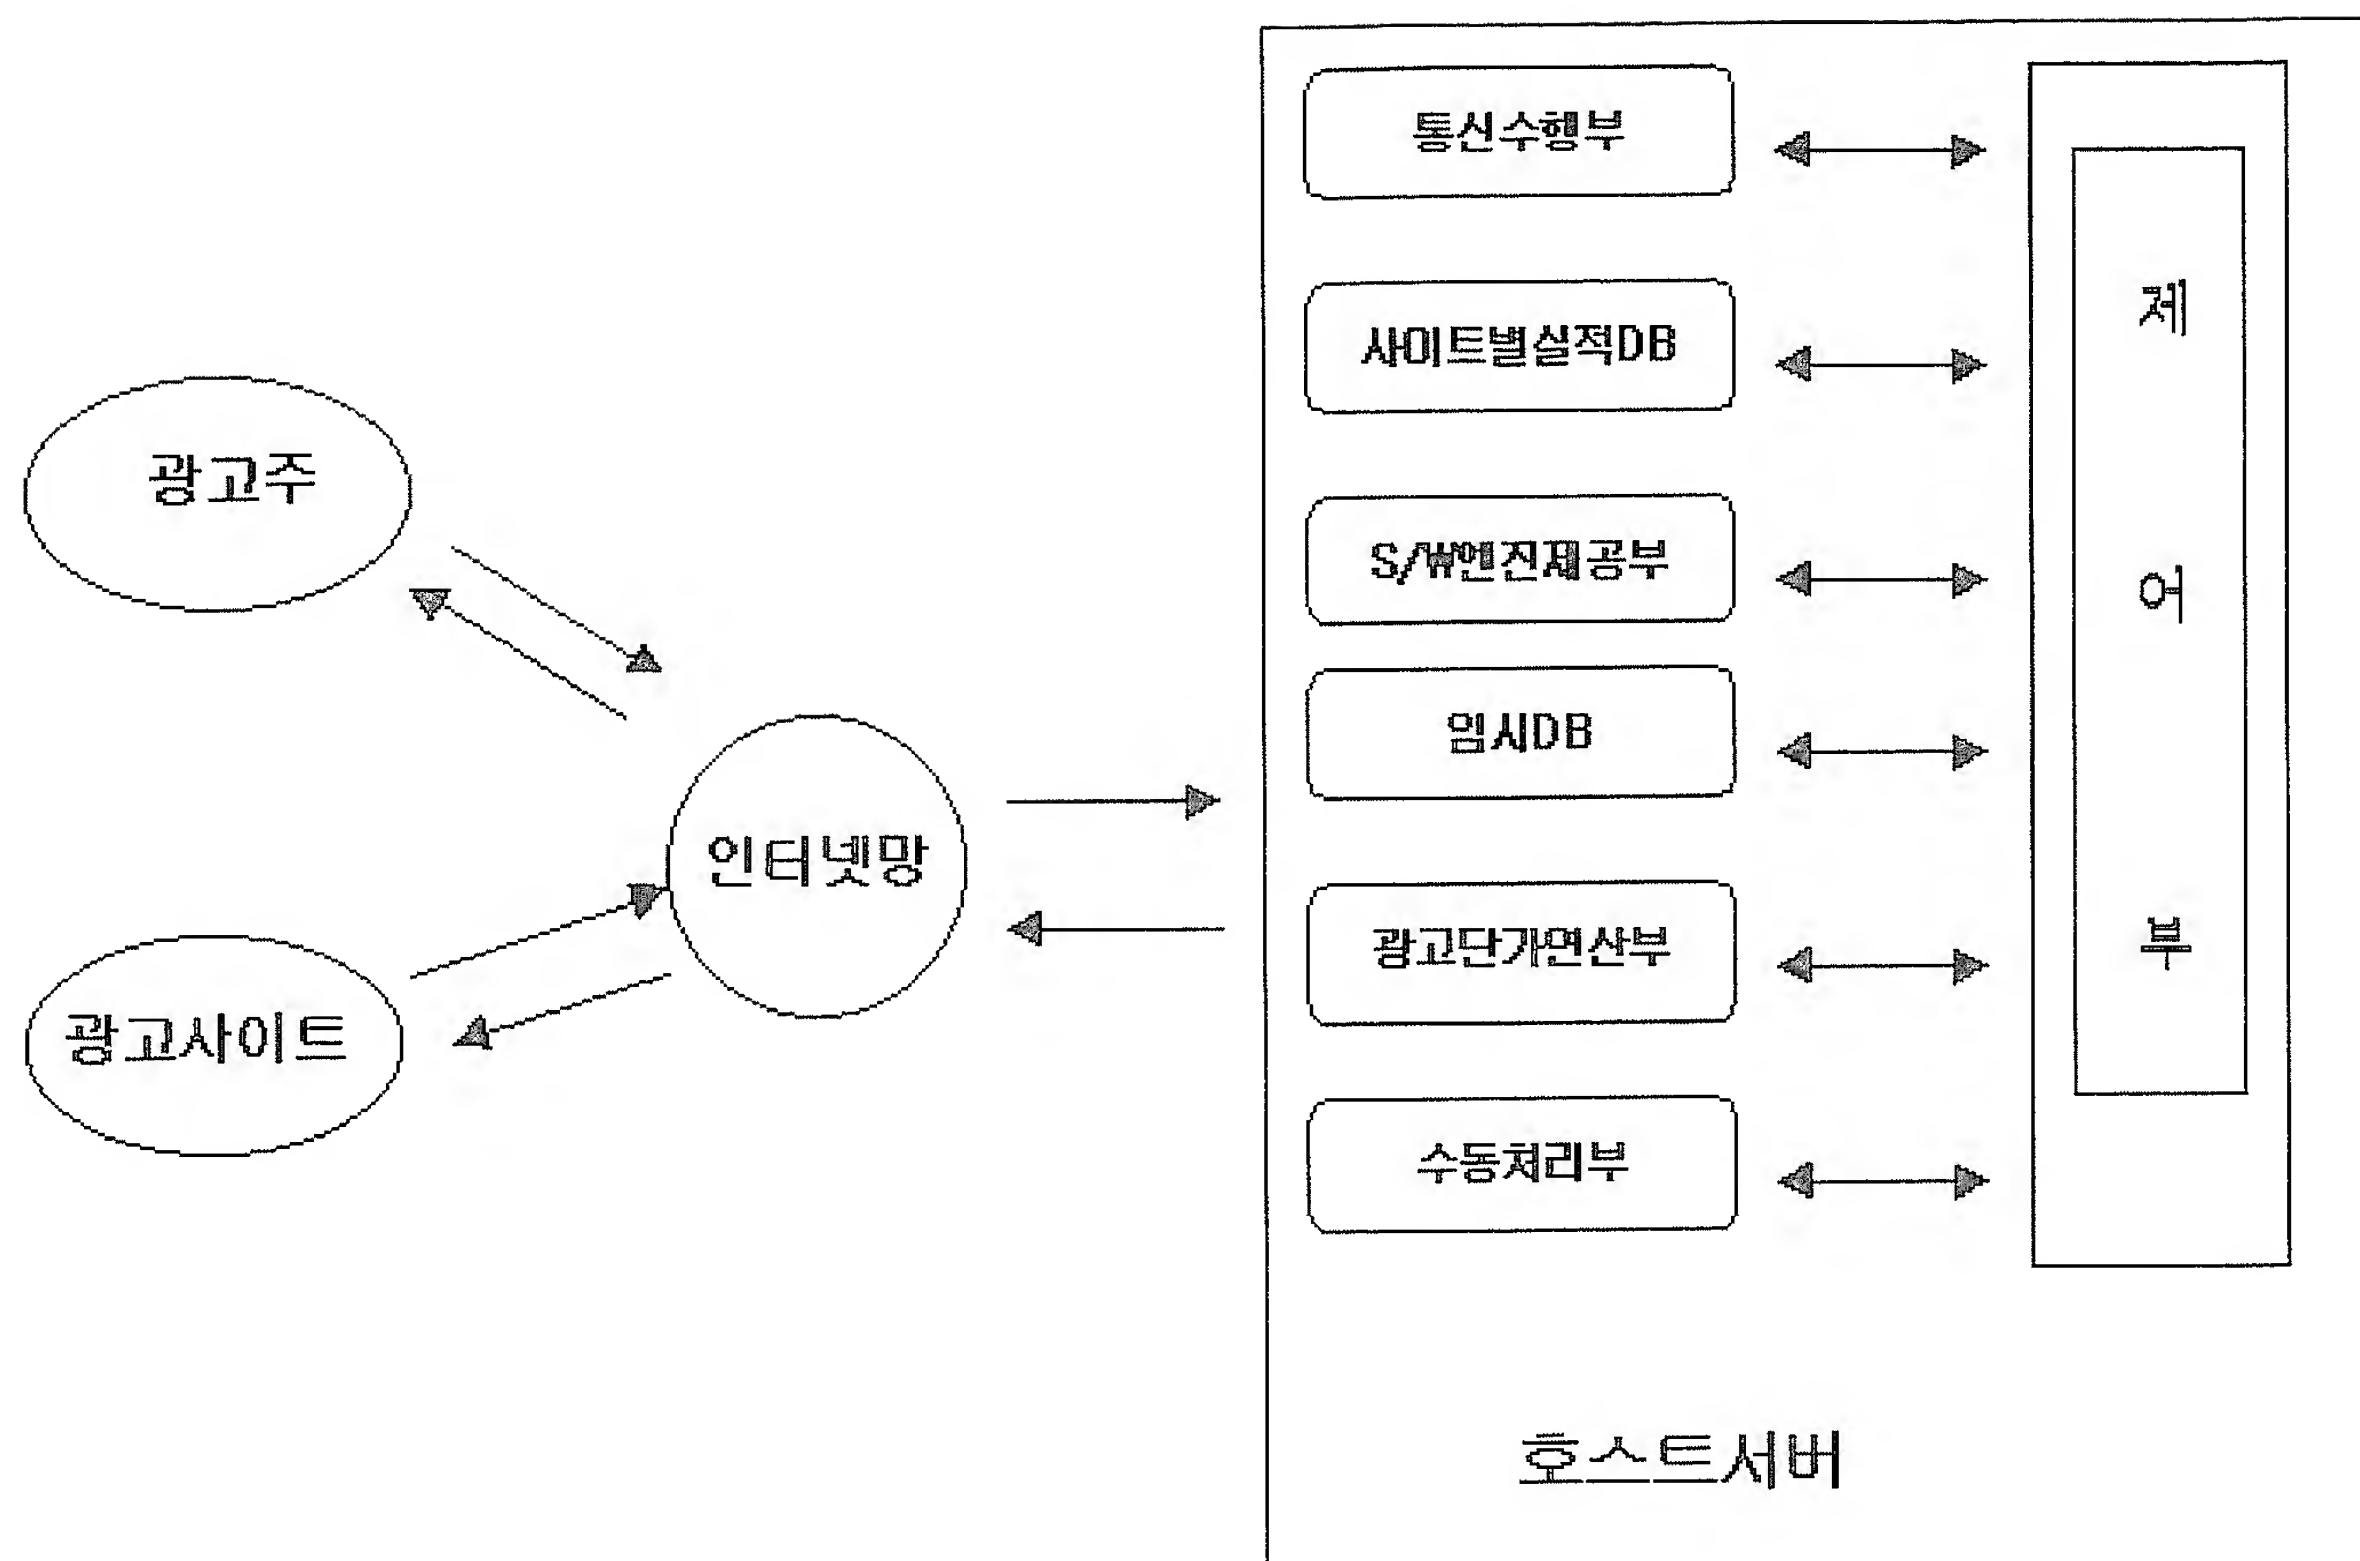 광고주
광고사이트
인터넷망
통신수행부
사이트별실적DB
S/W엔진제공부
임시DB
광고단가연산부
수동처리부
제
어
부
호스트서버